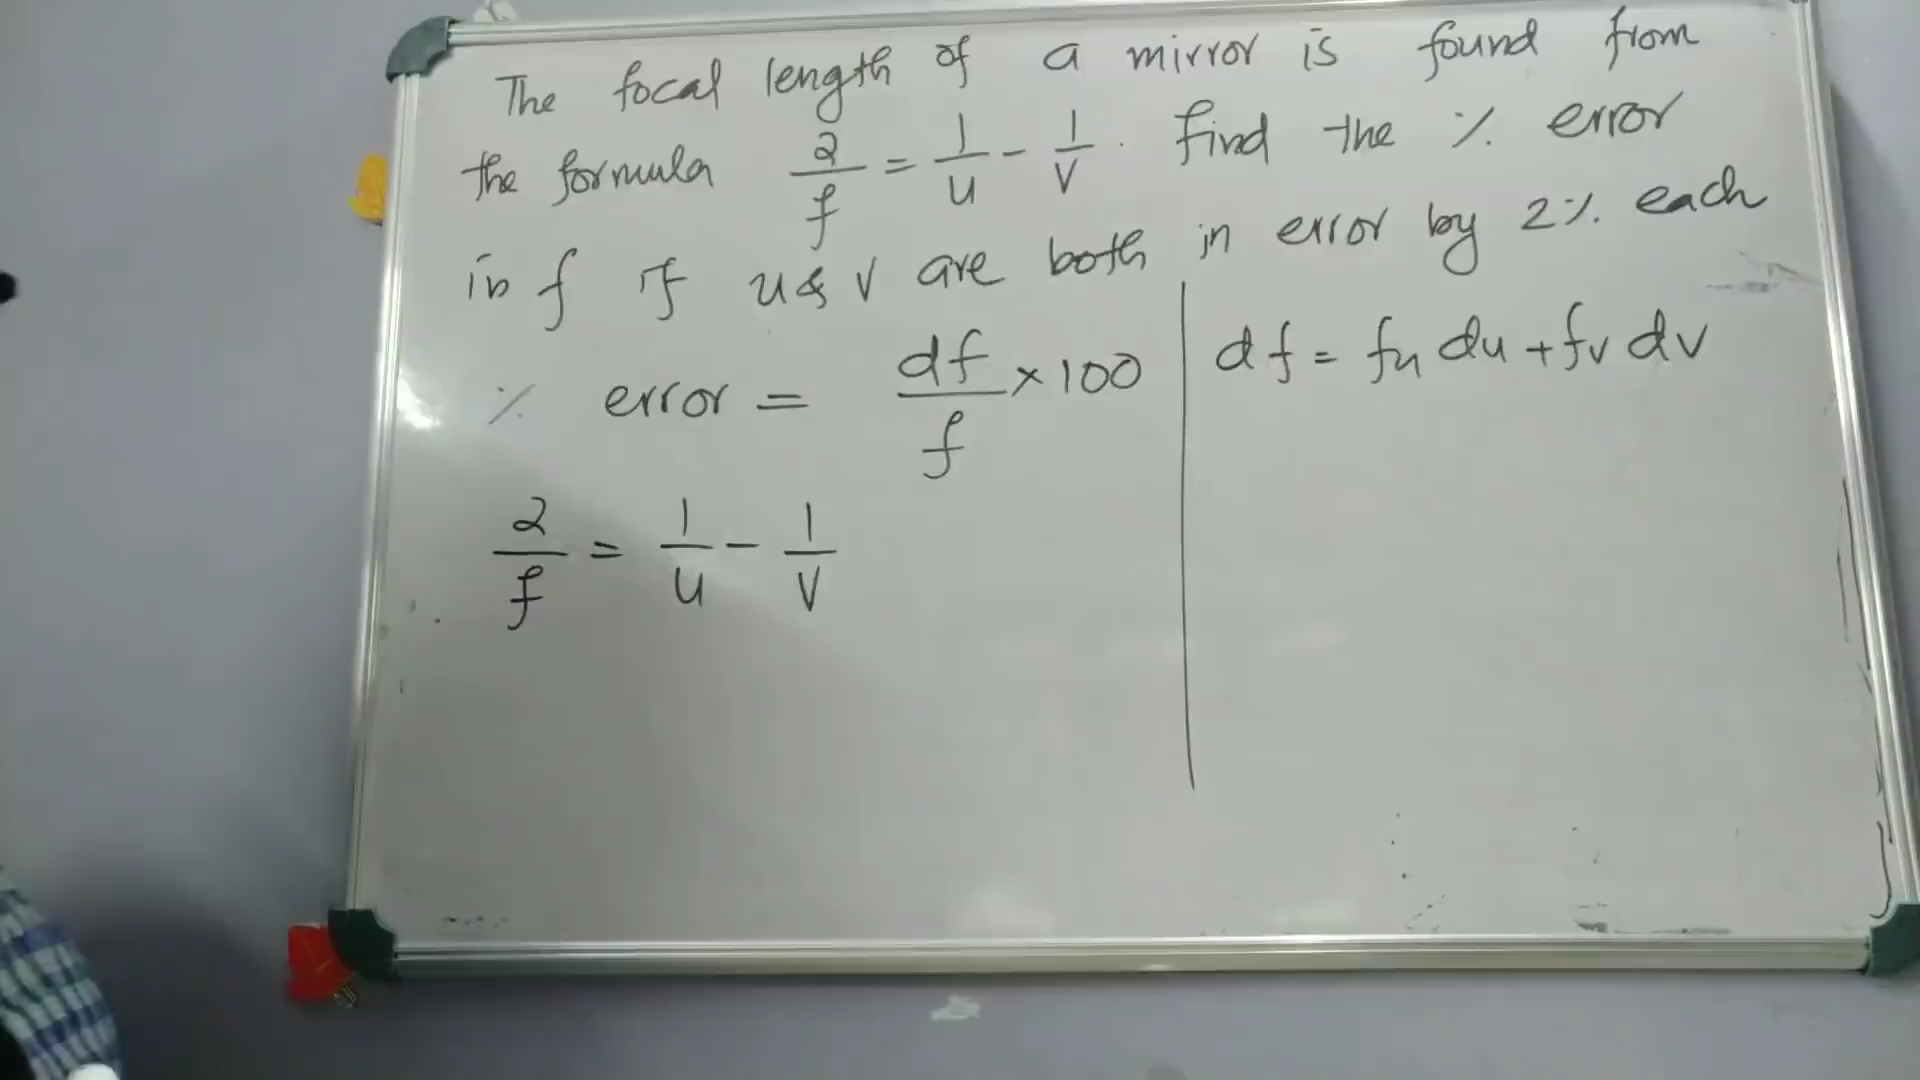 The focal length of a mirror is found from
the formula 2/f = 1/u - 1/v. find the % error
in f if u & v are both in error by 2% each
% error = df/f × 100
df = fu du + fv dv
2/f = 1/u - 1/v